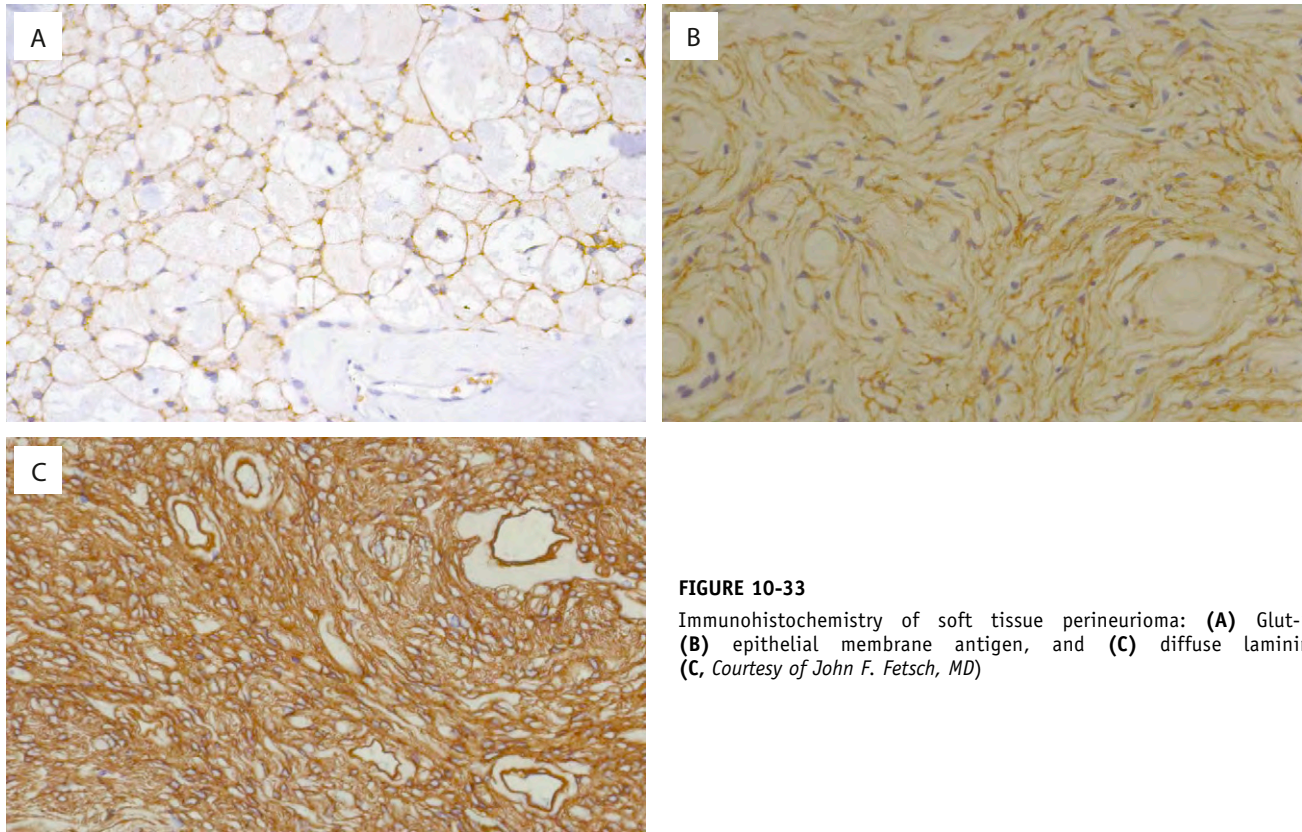 A
B
C
FIGURE 10-33
Immunohistochemistry of soft tissue perineurioma: (A) Glut-
(B) epithelial membrane antigen, and (C) diffuse lamini
(C, Courtesy of John F. Fetsch, MD)